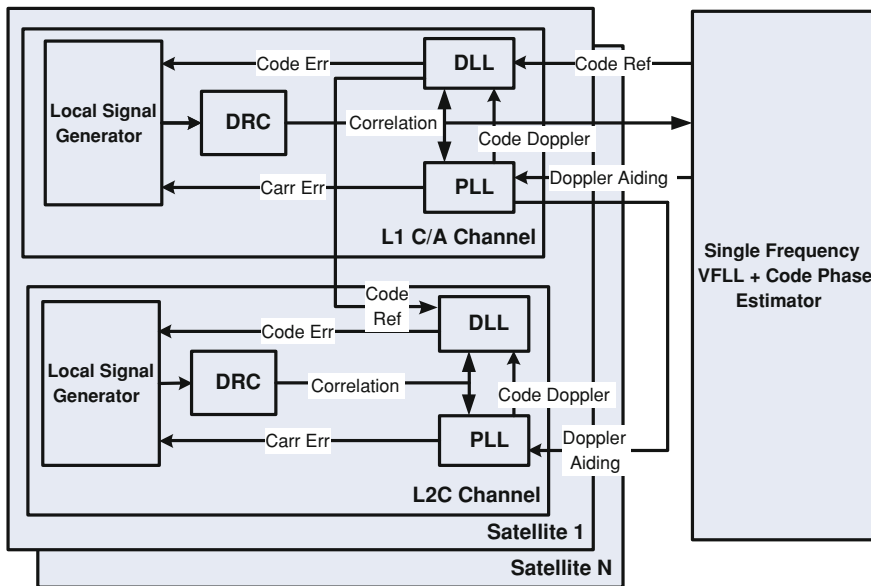 Code Err
DLL
Code Ref
Local Signal
Generator
DRC
Correlation
Code Doppler
Carr Err
PLL
Doppler Aiding
L1 C/A Channel
Single Frequency
VFLL + Code Phase
Estimator
Code
Ref
Code Err
DLL
Local Signal
Generator
DRC
Correlation
Code Doppler
Carr Err
PLL
Doppler
Aiding
L2C Channel
Satellite 1
Satellite N